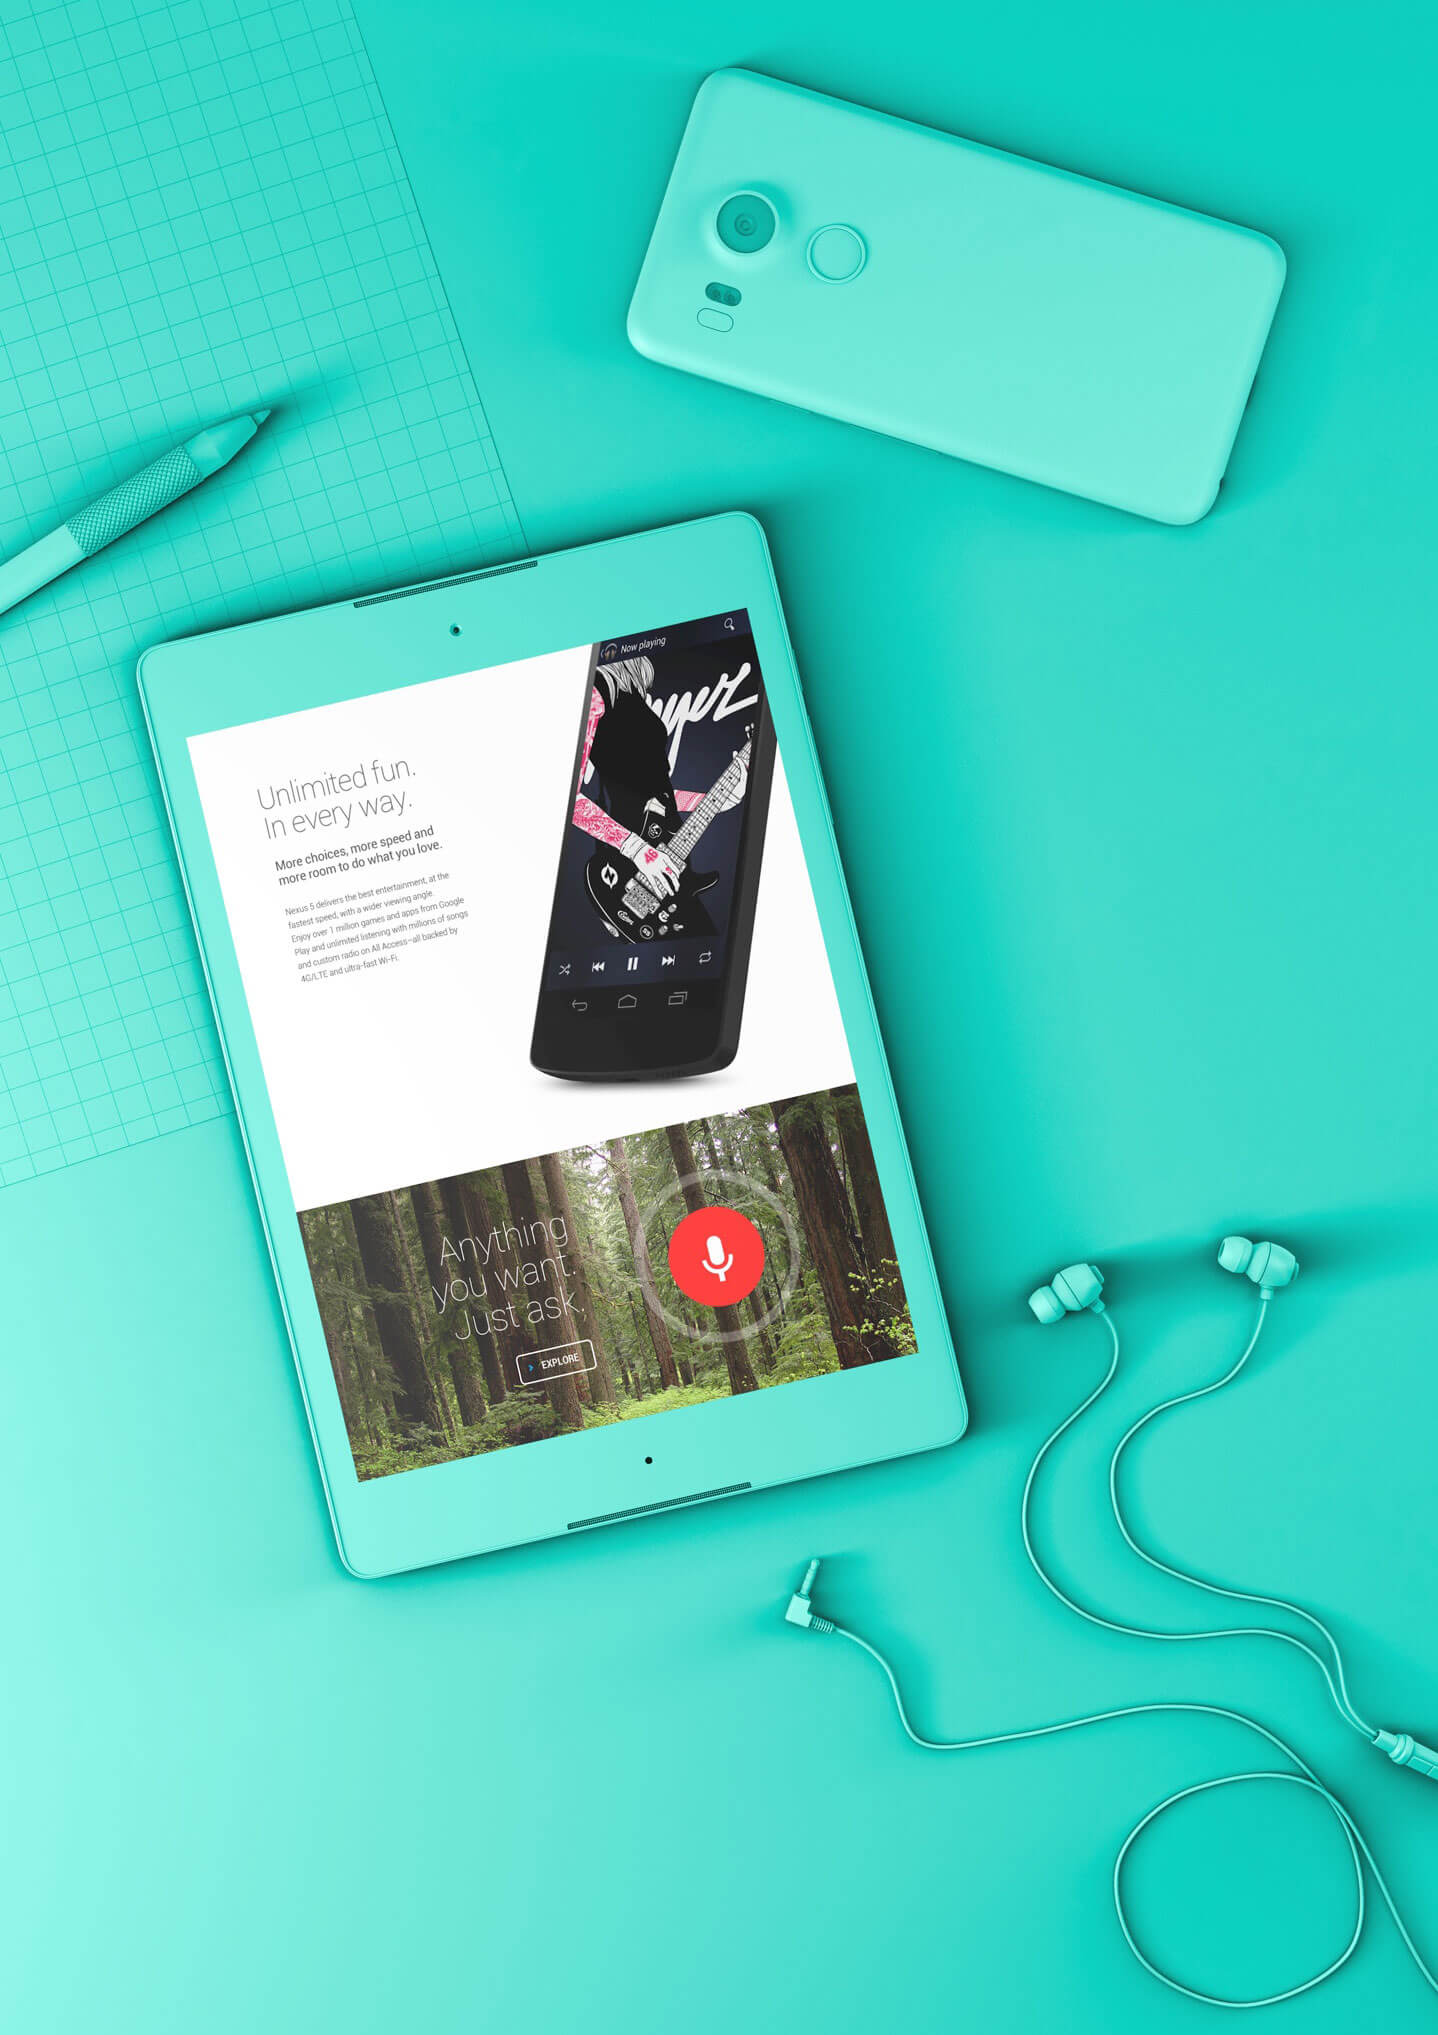 Now playing
Unlimited fun.
In every way.
More choices, more speed and
more room to do what you love.
Nexus 5 delivers the best entertainment, at the
fastest speed, with a wider viewing angle.
Enjoy over 1 million games and apps from Google
Play and unlimited listening with millions of songs
and custom radio on All Access–all backed by
4G/LTE and ultra-fast Wi-Fi.
46
Anything
you want.
Just ask.
› EXPLORE